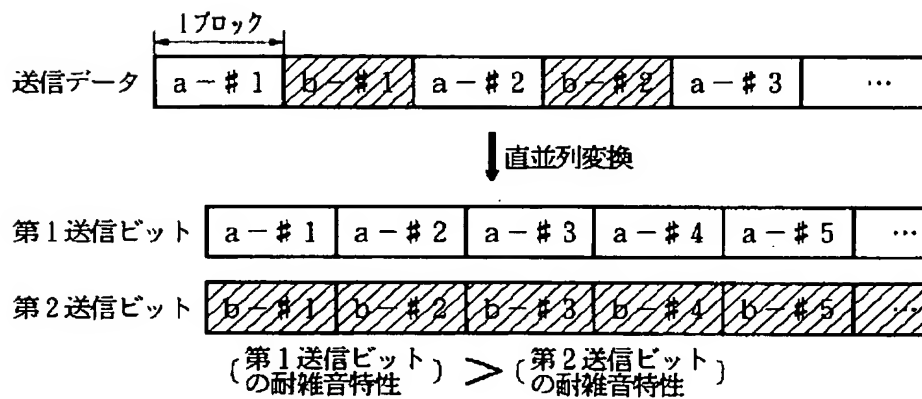 1ブロック
送信データ a-#1 b-#1 a-#2 b-#2 a-#3 …
直並列変換
第1送信ビット a-#1 a-#2 a-#3 a-#4 a-#5 …
第2送信ビット b-#1 b-#2 b-#3 b-#4 b-#5 …
(第1送信ビット の耐雑音特性) > (第2送信ビット の耐雑音特性)